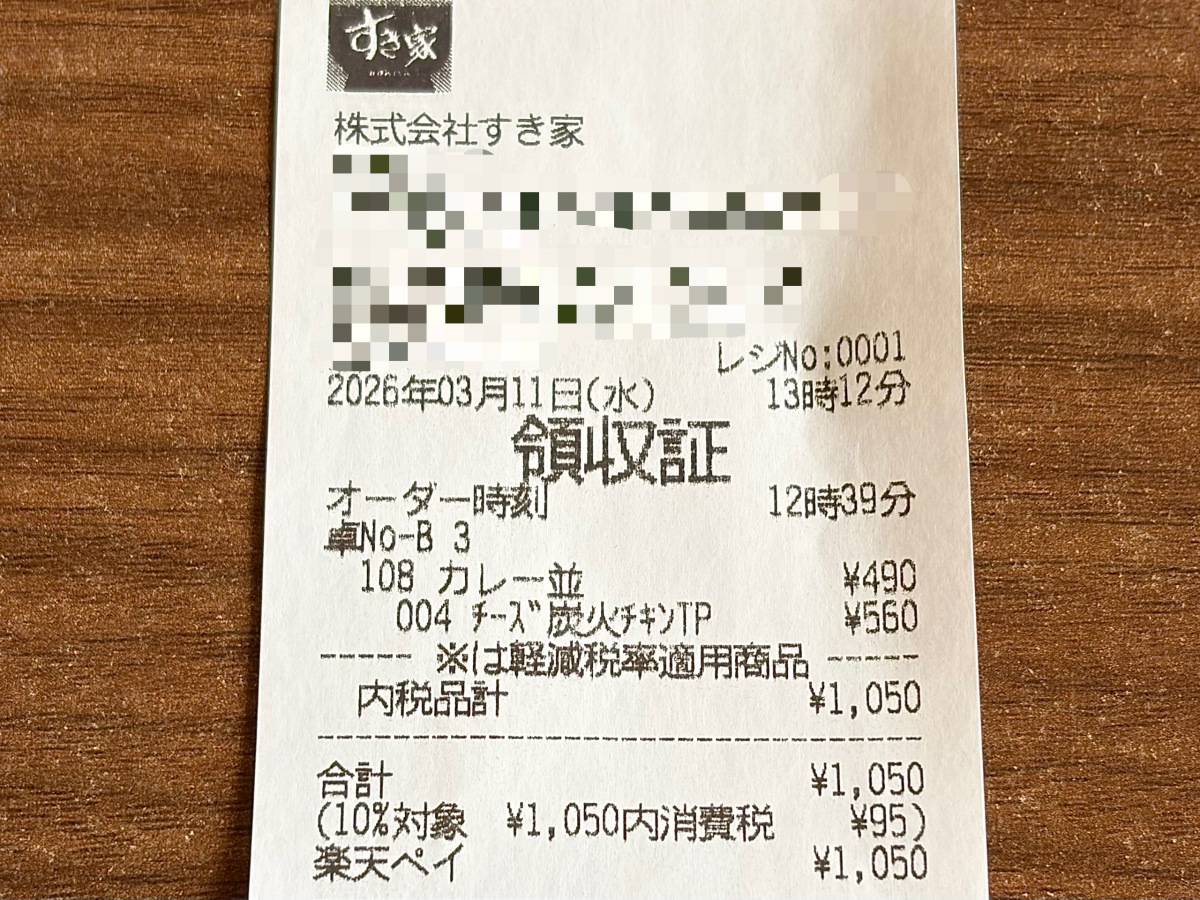 すき家
株式会社すき家
レジNo:0001
2026年03月11日(水) 13時12分
領収証
オーダー時刻 12時39分
卓No-B 3
108 カレー並 ¥490
004 ﾁｰｽﾞ炭火ﾁｷﾝTP ¥560
----- ※は軽減税率適用商品 -----
内税品計 ¥1,050
合計 ¥1,050
(10%対象 ¥1,050内消費税 ¥95)
楽天ペイ ¥1,050